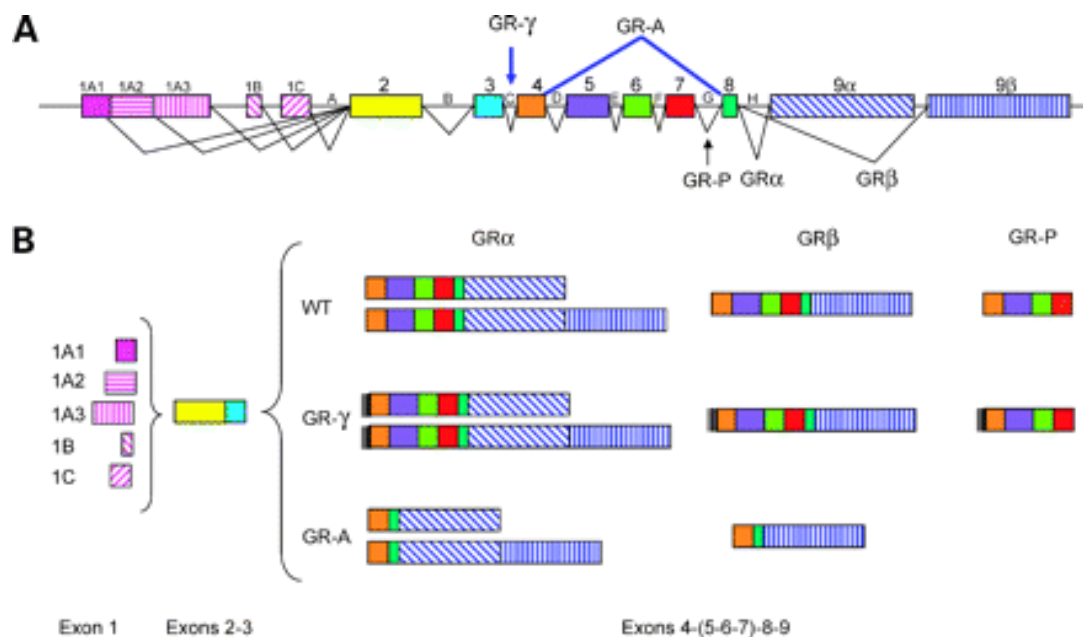 A
GR-γ
GR-A
1A1 1A2 1A3 1B 1C A 2 B 3 C 4 D 5 E 6 F 7 G 8 H 9α 9β
GR-P GRα GRβ
B
GRα GRβ GR-P
WT
1A1
1A2
1A3
1B
1C
GR-γ
GR-A
Exon 1 Exons 2-3 Exons 4-(5-6-7)-8-9